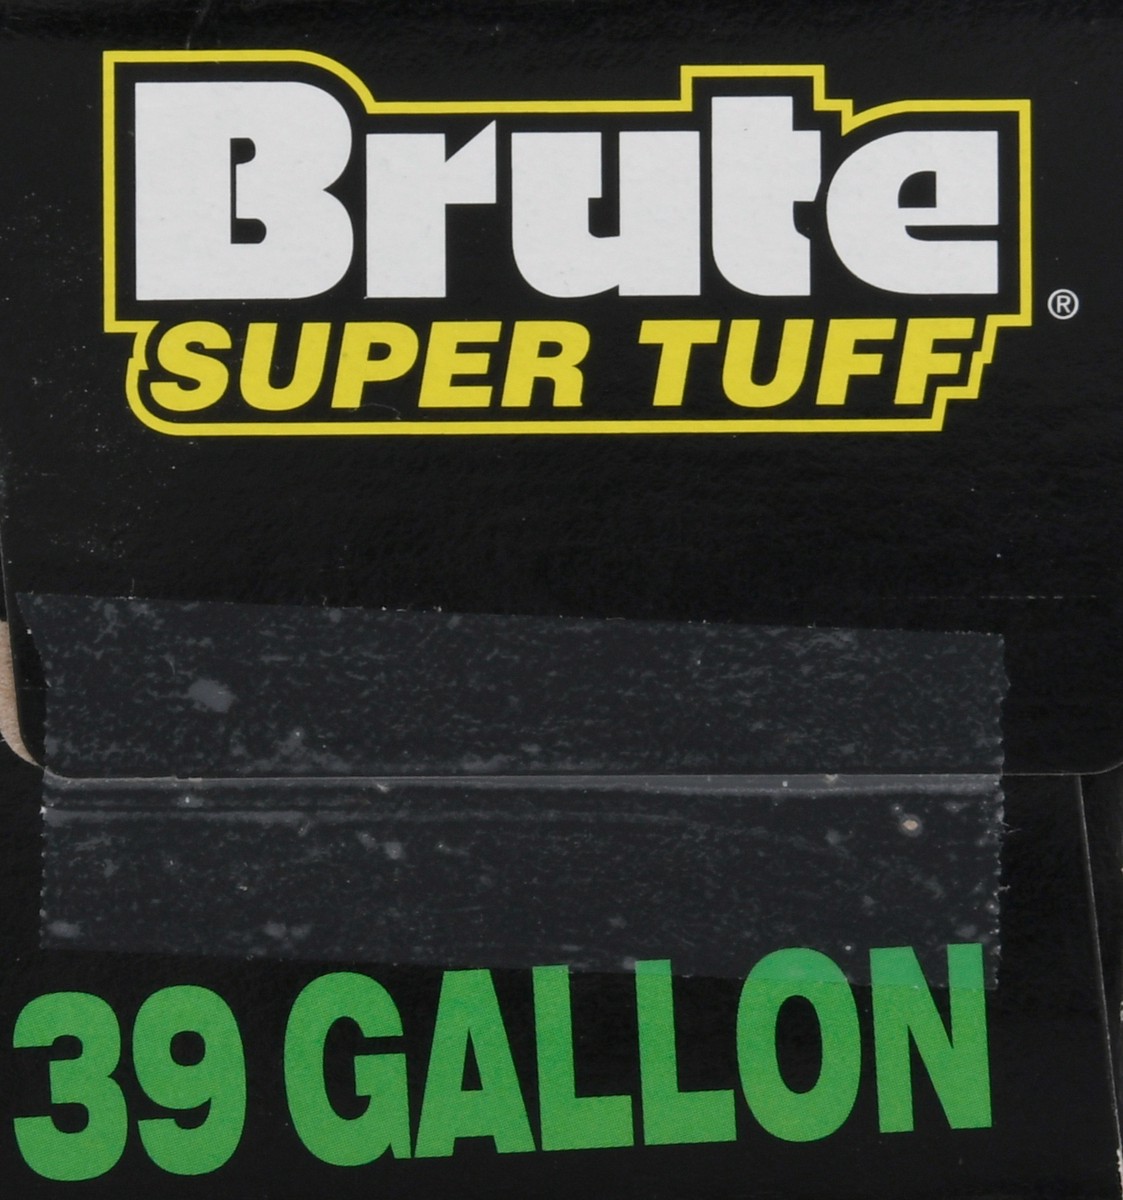 Brute®
SUPER TUFF
39 GALLON